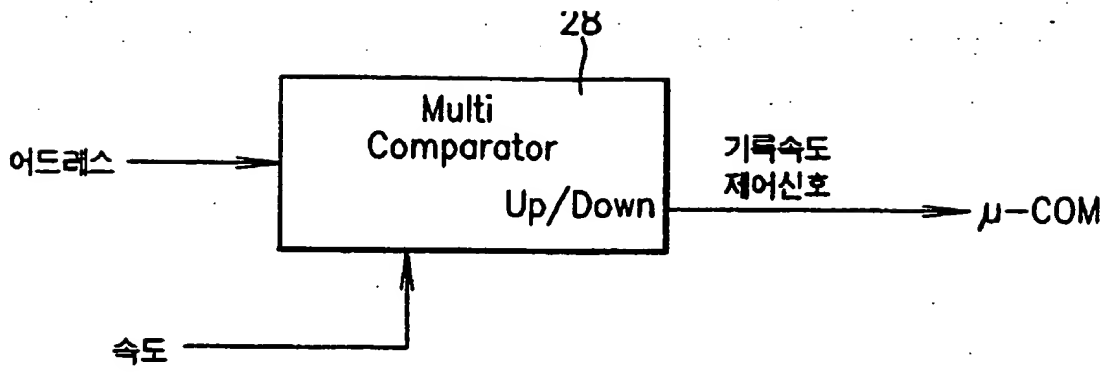 28
Multi
Comparator
어드레스
기록속도
제어신호
Up/Down
μ-COM
속도